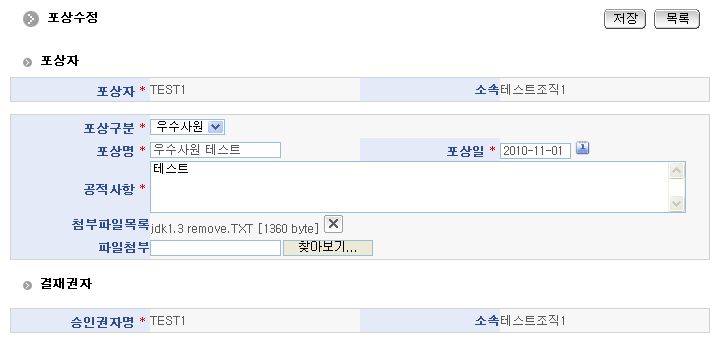 포상수정 저장 목록
포상자
포상자 * TEST1 소속 테스트조직1
포상구분 * 우수사원
포상명 * 우수사원 테스트 포상일 * 2010-11-01
공적사항 * 테스트
첨부파일목록 jdk1.3 remove.TXT [1360 byte]
파일첨부 찾아보기...
결재권자
승인권자명 * TEST1 소속 테스트조직1